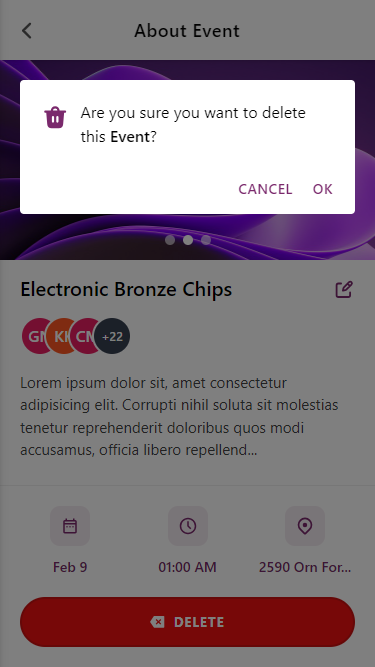 About Event
Are you sure you want to delete
this Event?
CANCEL OK
Electronic Bronze Chips
+22
Lorem ipsum dolor sit, amet consectetur
adipisicing elit. Corrupti nihil soluta sit molestias
tenetur reprehenderit doloribus quos modi
accusamus, officia libero repellend...
Feb 9 01:00 AM 2590 Orn For...
DELETE